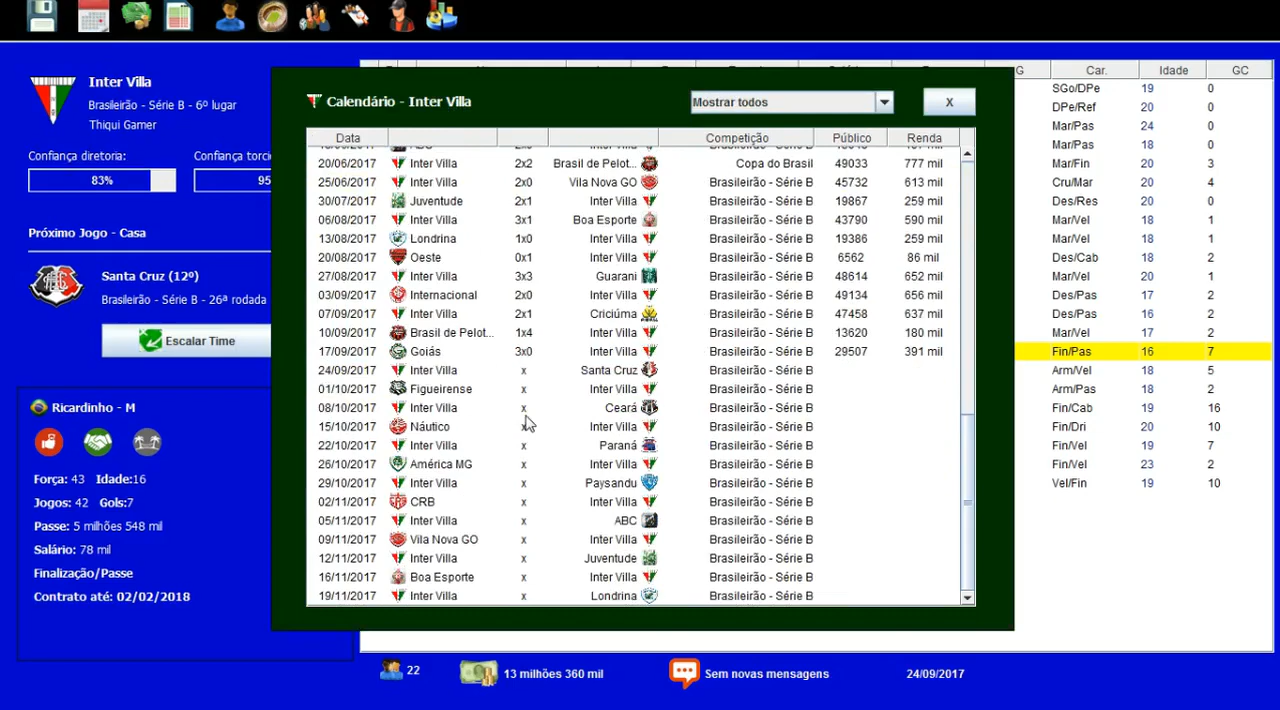 Inter Villa
Brasileirão - Série B - 6º lugar
Thiqui Gamer
Confiança diretoria:
Confiança torci
83%
95
Próximo Jogo - Casa
Santa Cruz (12º)
Brasileirão - Série B - 26ª rodada
Escalar Time
Ricardinho - M
Força: 43 Idade:16
Jogos: 42 Gols:7
Passe: 5 milhões 548 mil
Salário: 78 mil
Finalização/Passe
Contrato até: 02/02/2018
Calendário - Inter Villa
Mostrar todos
X
Data Competição Público Renda
20/06/2017 Inter Villa 2x2 Brasil de Pelot... Copa do Brasil 49033 777 mil
25/06/2017 Inter Villa 2x0 Vila Nova GO Brasileirão - Série B 45732 613 mil
30/07/2017 Juventude 2x1 Inter Villa Brasileirão - Série B 19867 259 mil
06/08/2017 Inter Villa 3x1 Boa Esporte Brasileirão - Série B 43790 590 mil
13/08/2017 Londrina 1x0 Inter Villa Brasileirão - Série B 19386 259 mil
20/08/2017 Oeste 0x1 Inter Villa Brasileirão - Série B 6562 86 mil
27/08/2017 Inter Villa 3x3 Guarani Brasileirão - Série B 48614 652 mil
03/09/2017 Internacional 2x0 Inter Villa Brasileirão - Série B 49134 656 mil
07/09/2017 Inter Villa 2x1 Criciúma Brasileirão - Série B 47458 637 mil
10/09/2017 Brasil de Pelot... 1x4 Inter Villa Brasileirão - Série B 13620 180 mil
17/09/2017 Goiás 3x0 Inter Villa Brasileirão - Série B 29507 391 mil
24/09/2017 Inter Villa x Santa Cruz Brasileirão - Série B
01/10/2017 Figueirense x Inter Villa Brasileirão - Série B
08/10/2017 Inter Villa x Ceará Brasileirão - Série B
15/10/2017 Náutico x Inter Villa Brasileirão - Série B
22/10/2017 Inter Villa x Paraná Brasileirão - Série B
26/10/2017 América MG x Inter Villa Brasileirão - Série B
29/10/2017 Inter Villa x Paysandu Brasileirão - Série B
02/11/2017 CRB x Inter Villa Brasileirão - Série B
05/11/2017 Inter Villa x ABC Brasileirão - Série B
09/11/2017 Vila Nova GO x Inter Villa Brasileirão - Série B
12/11/2017 Inter Villa x Juventude Brasileirão - Série B
16/11/2017 Boa Esporte x Inter Villa Brasileirão - Série B
19/11/2017 Inter Villa x Londrina Brasileirão - Série B
G Car. Idade GC
SGo/DPe 19 0
DPe/Ref 20 0
Mar/Pas 24 0
Mar/Pas 18 0
Mar/Fin 20 3
Cru/Mar 20 4
Des/Res 20 0
Mar/Vel 18 1
Mar/Vel 18 1
Des/Cab 18 2
Mar/Vel 20 1
Des/Pas 17 2
Des/Pas 16 2
Mar/Vel 17 2
Fin/Pas 16 7
Arm/Vel 18 5
Arm/Pas 18 2
Fin/Cab 19 16
Fin/Dri 20 10
Fin/Vel 19 7
Fin/Vel 23 2
Vel/Fin 19 10
22
13 milhões 360 mil
Sem novas mensagens
24/09/2017